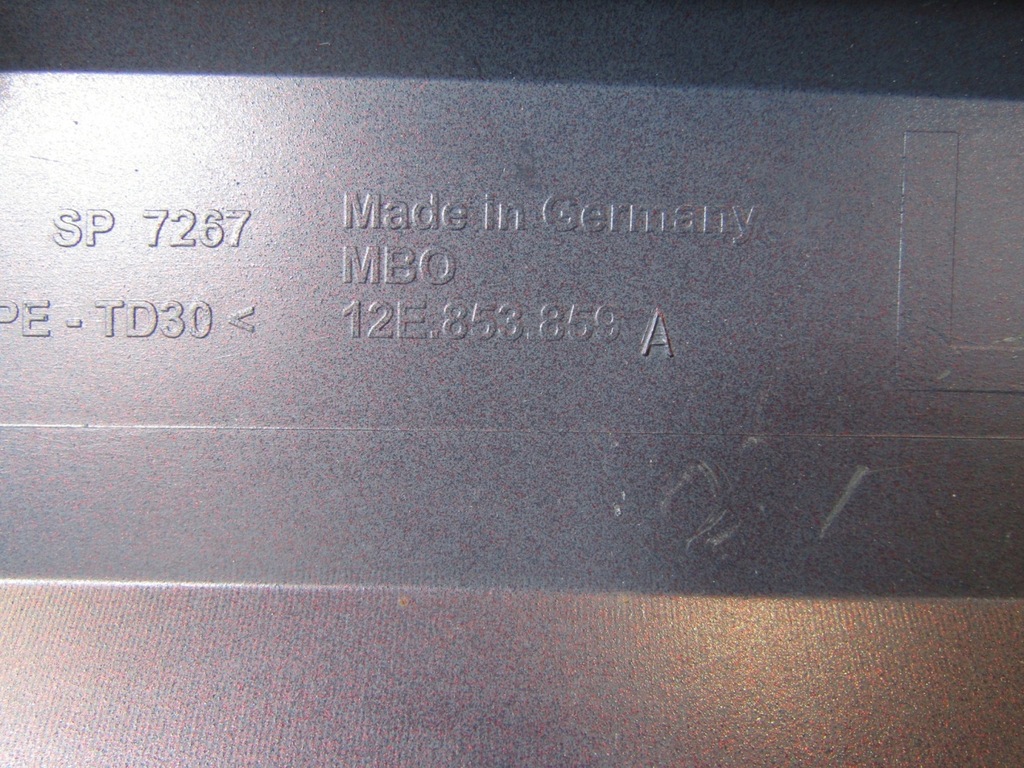 SP 7267
PE - TD30 <
Made in Germany
MBO
12E.853.859 A